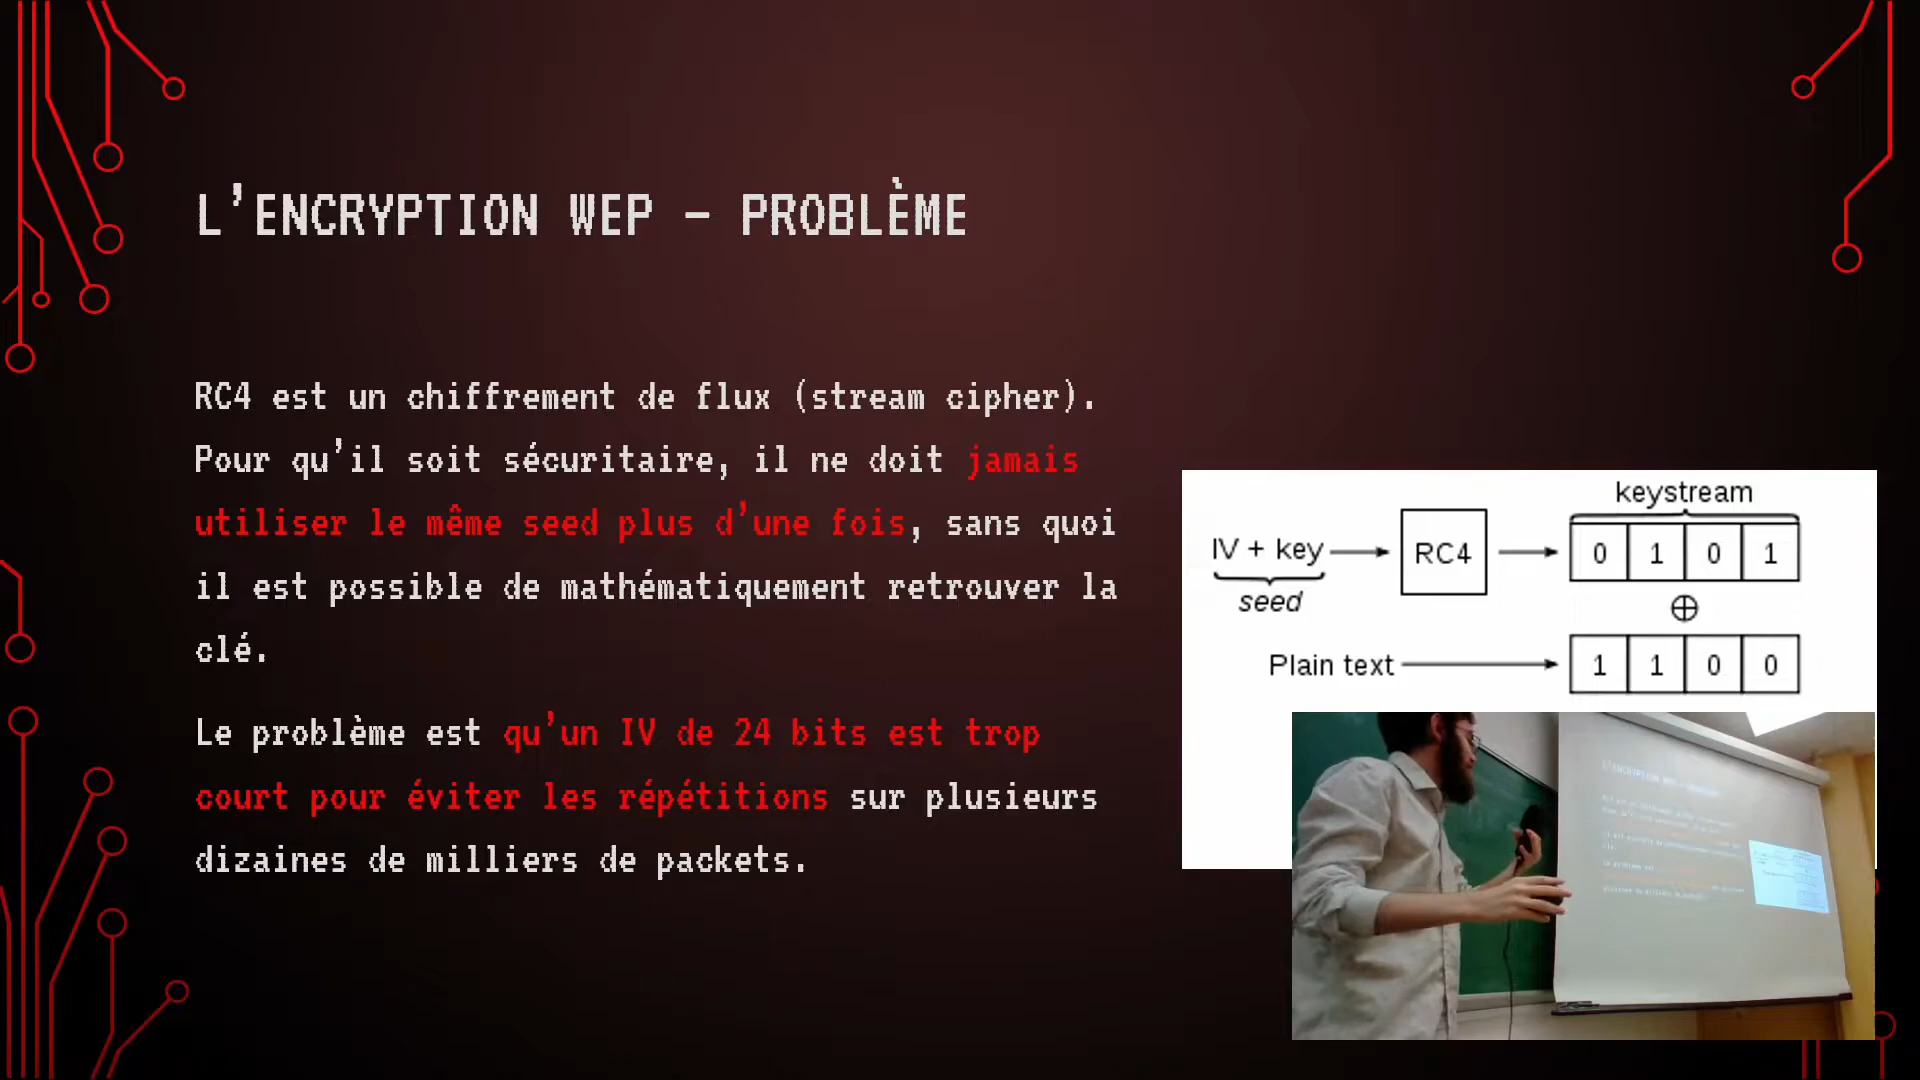 L'ENCRYPTION WEP - PROBLÈME
RC4 est un chiffrement de flux (stream cipher).
Pour qu'il soit sécuritaire, il ne doit jamais
utiliser le même seed plus d'une fois, sans quoi
il est possible de mathématiquement retrouver la
clé.
Le problème est qu'un IV de 24 bits est trop
court pour éviter les répétitions sur plusieurs
dizaines de milliers de packets.
keystream
IV + key
RC4
0 1 0 1
seed
⊕
Plain text
1 1 0 0